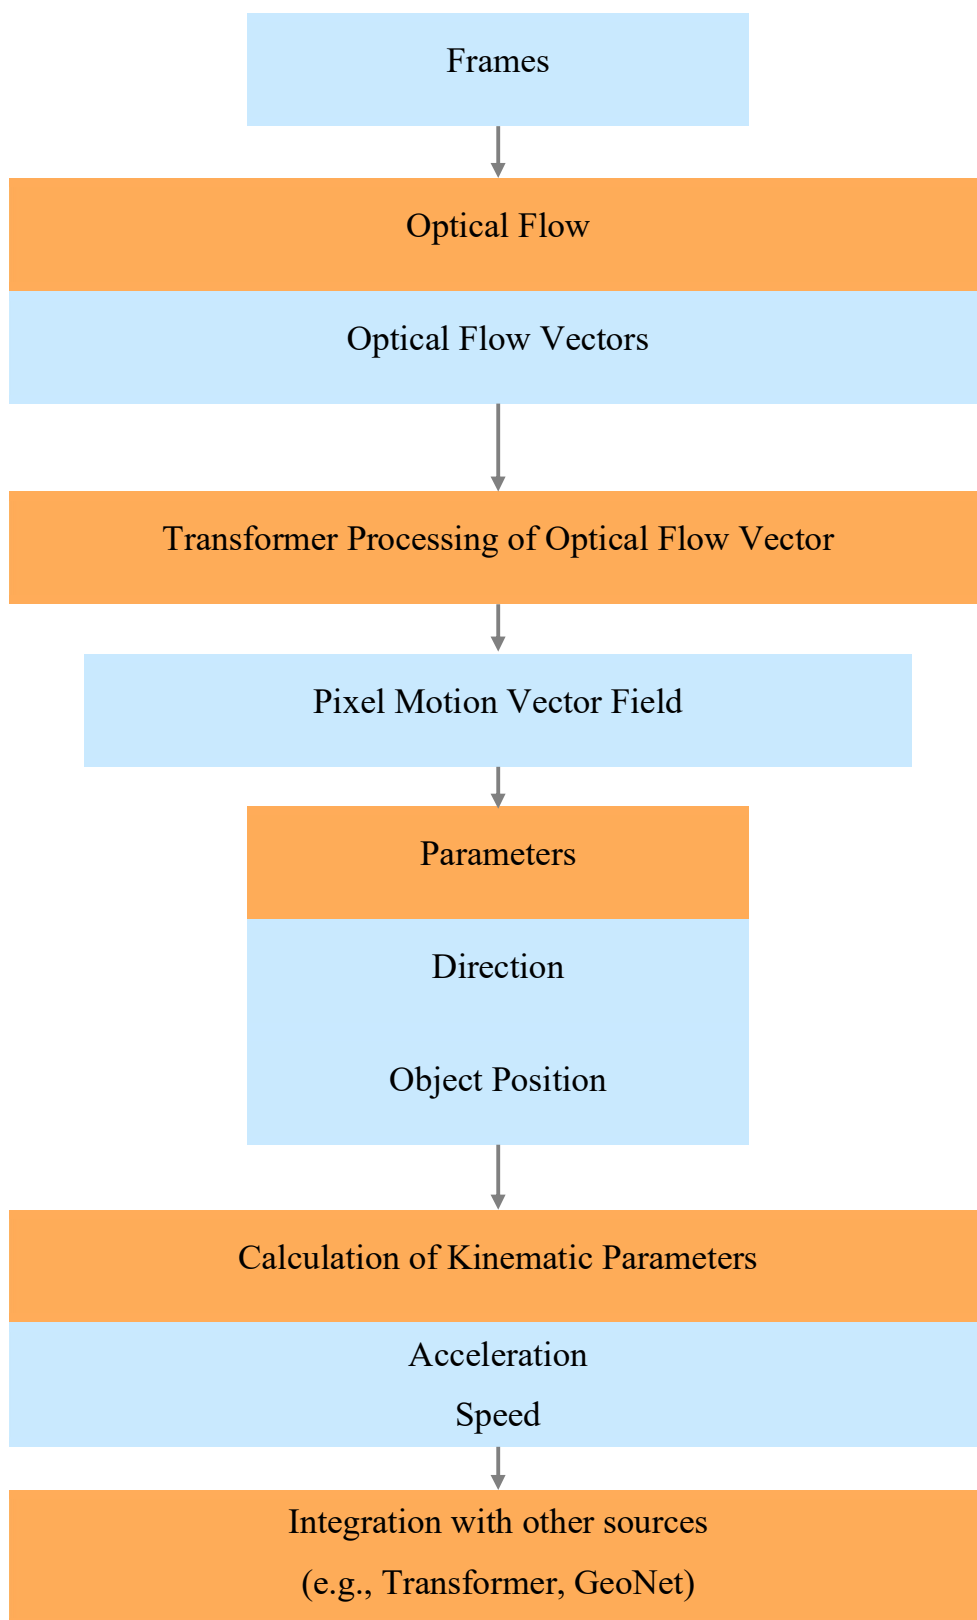 Frames
Optical Flow
Optical Flow Vectors
Transformer Processing of Optical Flow Vector
Pixel Motion Vector Field
Parameters
Direction
Object Position
Calculation of Kinematic Parameters
Acceleration
Speed
Integration with other sources
(e.g., Transformer, GeoNet)